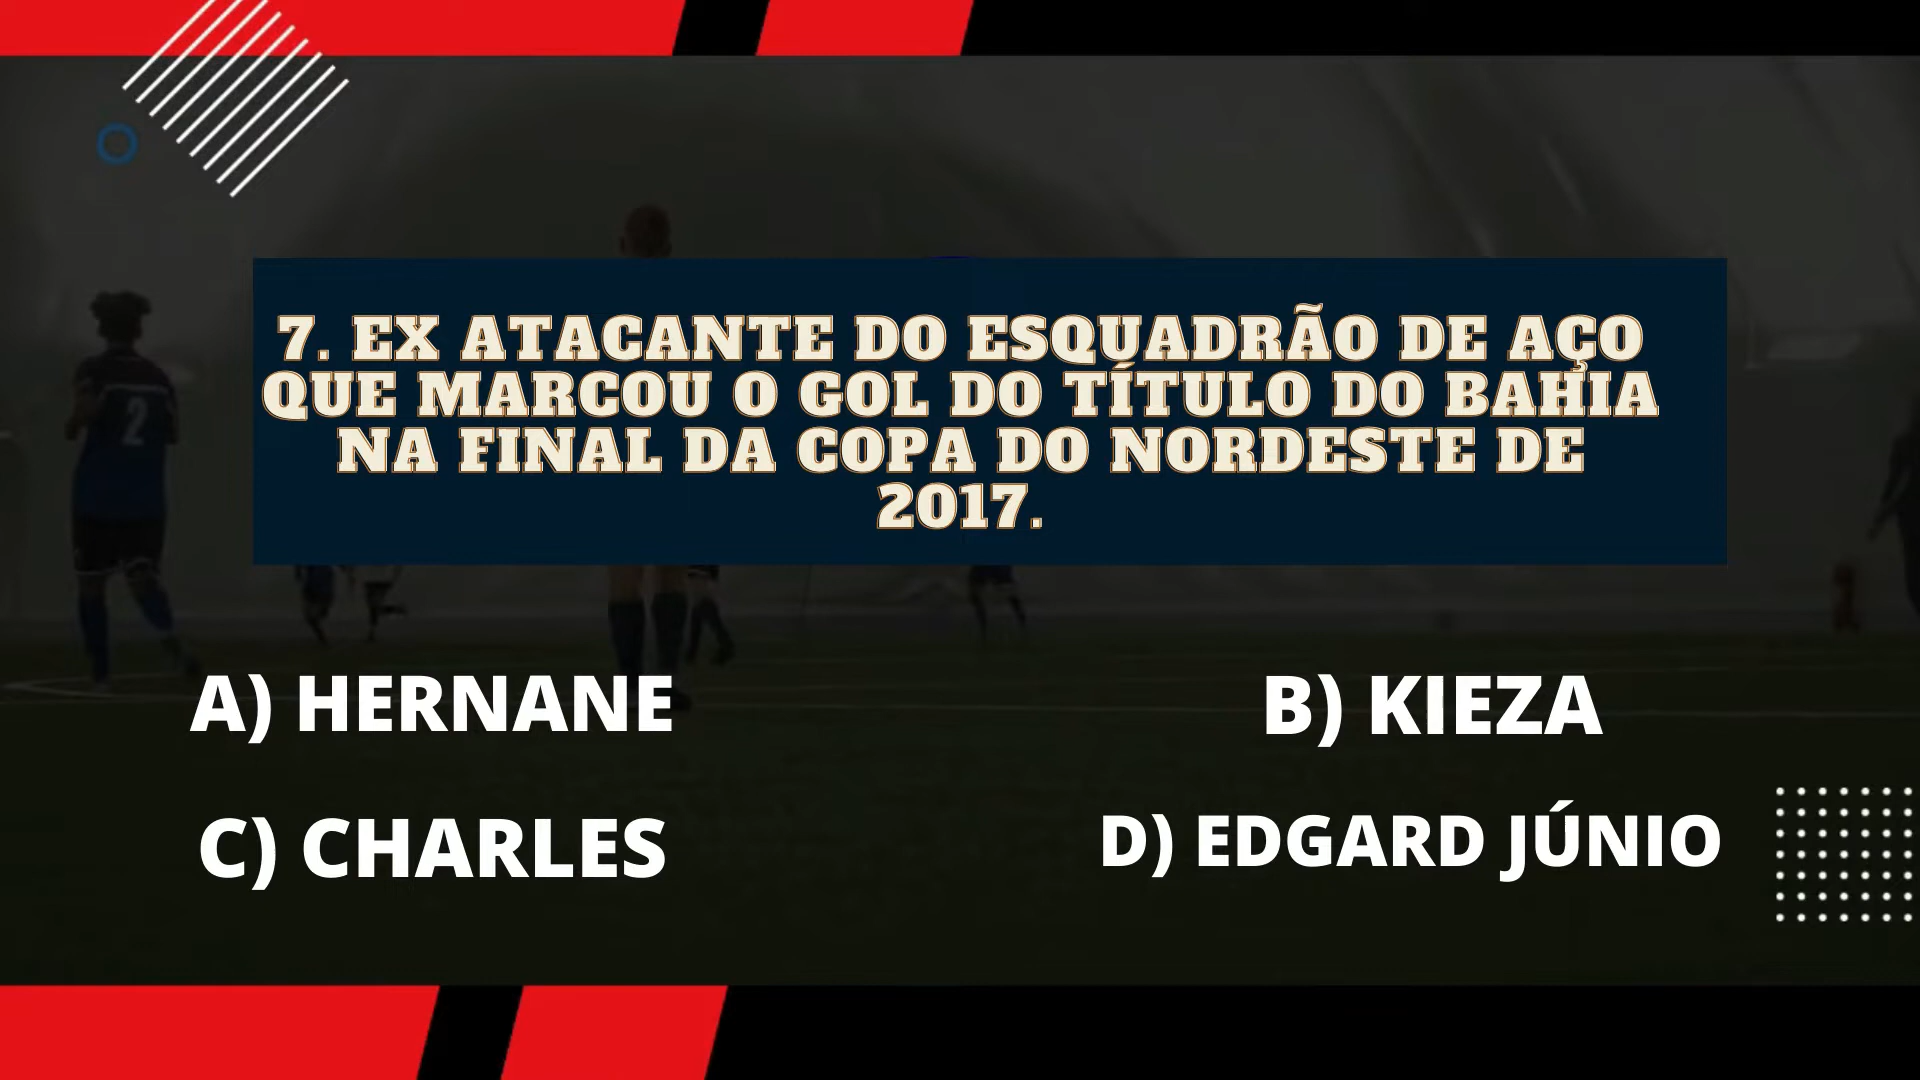 7. EX ATACANTE DO ESQUADRÃO DE AÇO
QUE MARCOU O GOL DO TÍTULO DO BAHIA
NA FINAL DA COPA DO NORDESTE DE
2017.
A) HERNANE
B) KIEZA
C) CHARLES
D) EDGARD JÚNIO
2